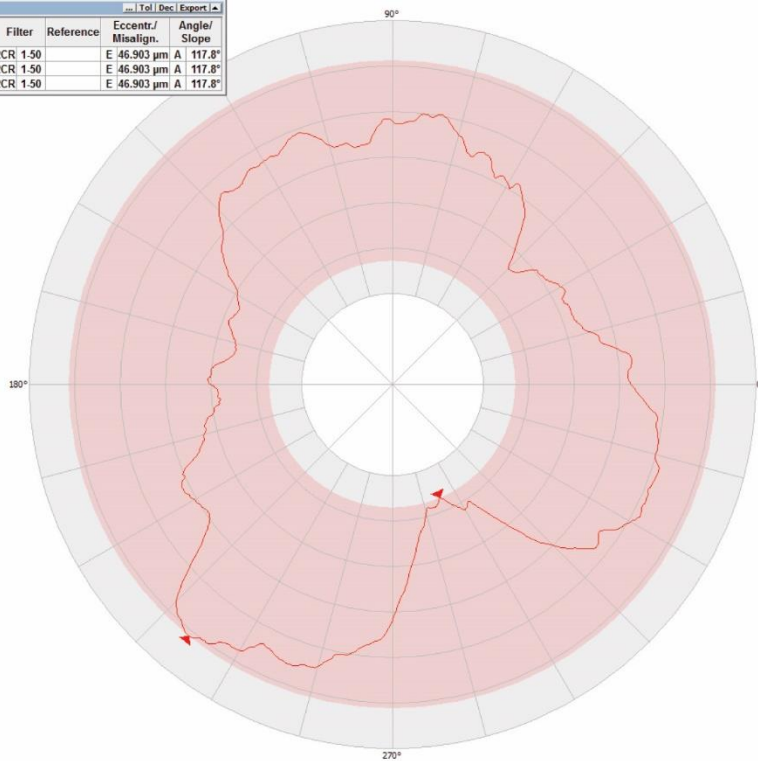 ... Tol Dec Export ▲
Filter Reference Eccentr./ Misalign. Angle/ Slope
CR 1-50 E 46.903 µm A 117.8°
CR 1-50 E 46.903 µm A 117.8°
CR 1-50 E 46.903 µm A 117.8°
90°
180°
270°